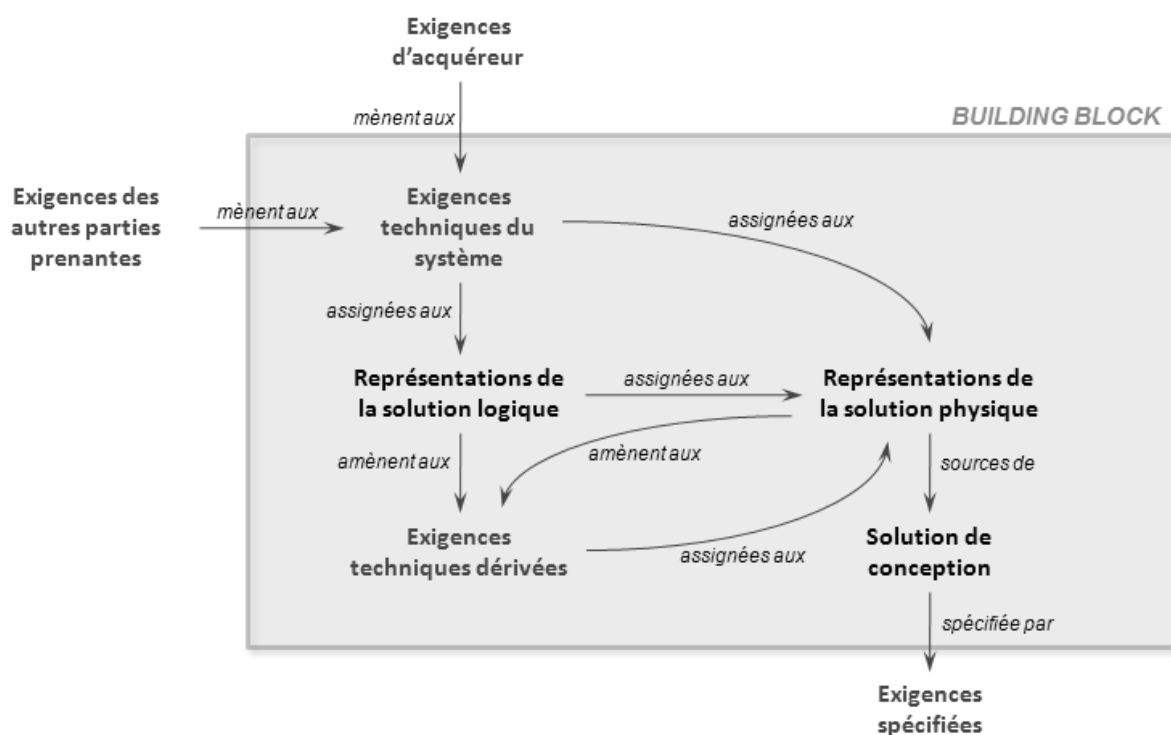 Exigences
d’acquéreur
mènent aux
BUILDING BLOCK
Exigences des
autres parties
prenantes
mènent aux
Exigences
techniques du
système
assignées aux
assignées aux
Représentations de
la solution logique
assignées aux
Représentations de
la solution physique
amènent aux
amènent aux
sources de
Exigences
techniques dérivées
assignées aux
Solution de
conception
spécifiée par
Exigences
spécifiées